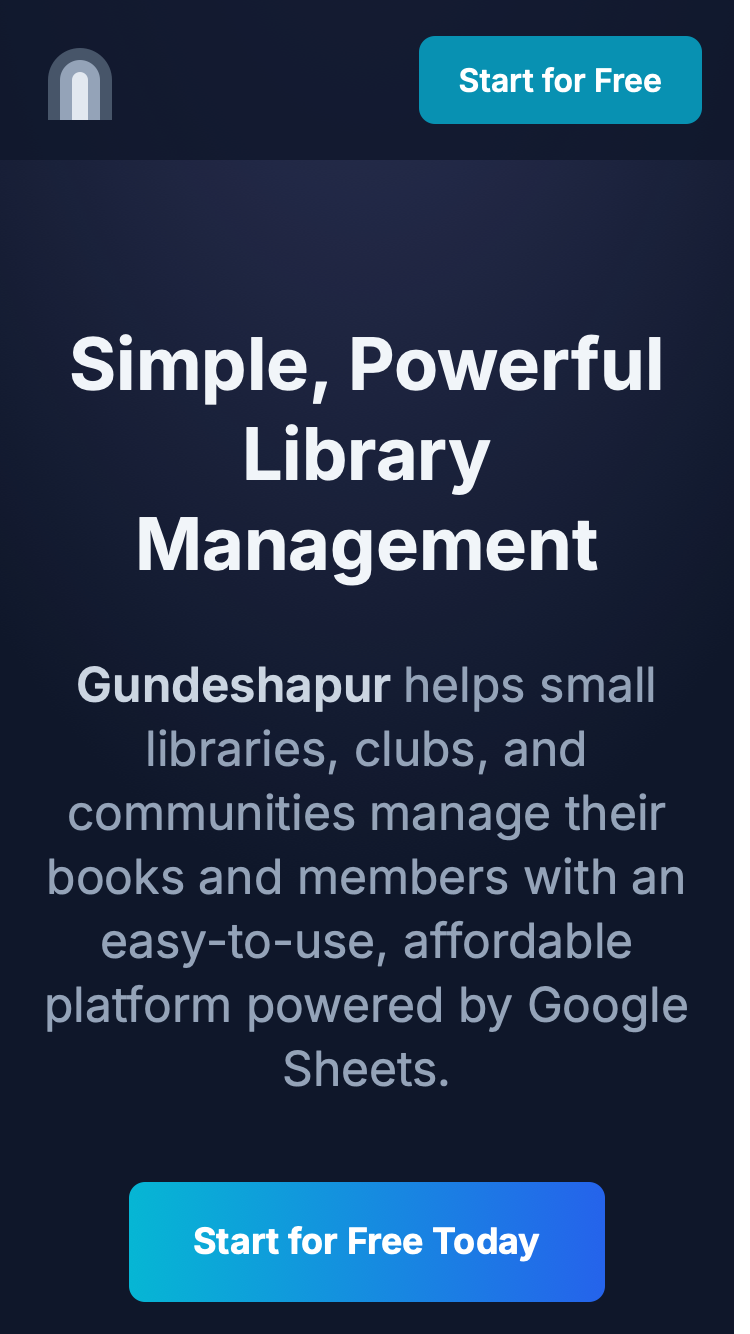 Start for Free
Simple, Powerful
Library
Management
Gundeshapur helps small
libraries, clubs, and
communities manage their
books and members with an
easy-to-use, affordable
platform powered by Google
Sheets.
Start for Free Today